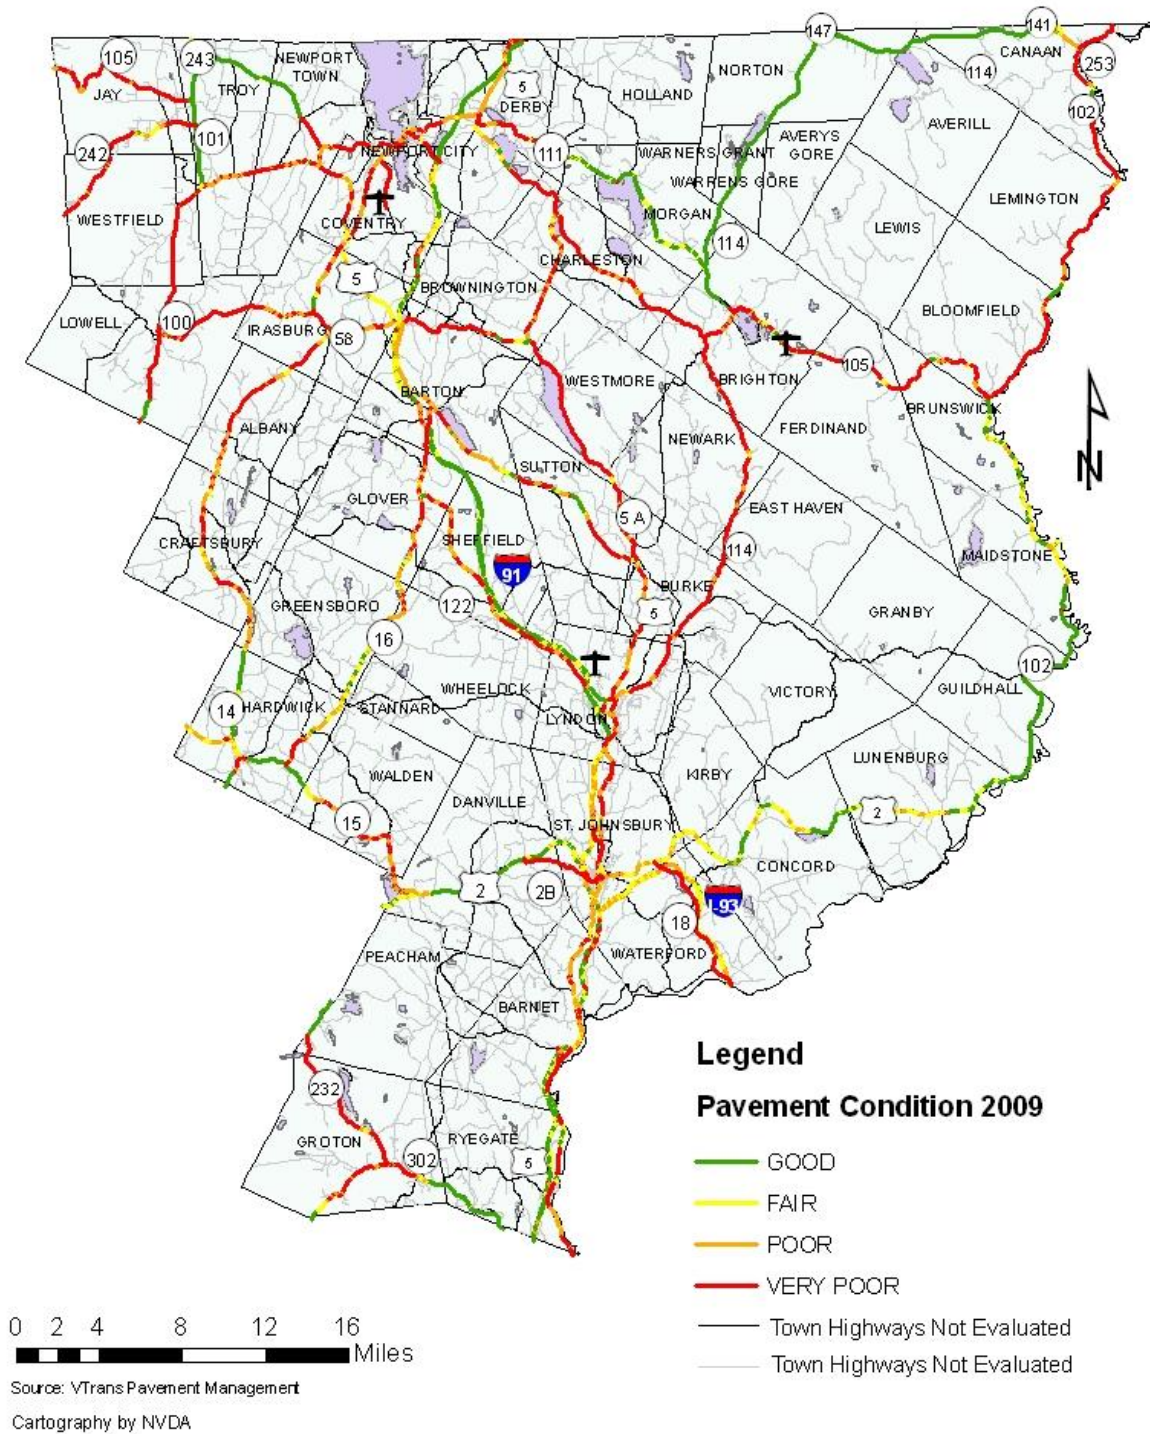 147
141
CANAAN
105
243
NEWPORT
TOWN
NORTON
114
253
JAY
TROY
5
DERBY
HOLLAND
102
AVERILL
242
101
NEWPORT CITY
111
WARNERS GRANT
AVERYS
GORE
WARRENS GORE
WESTFIELD
COVENTRY
MORGAN
LEMINGTON
114
LEWIS
5
CHARLESTON
BROWNINGTON
LOWELL
100
IRASBURG
58
BLOOMFIELD
105
WESTMORE
BRIGHTON
BARTON
BRUNSWICK
ALBANY
NEWARK
FERDINAND
N
SUTTON
GLOVER
EAST HAVEN
5 A
CRAFTSBURY
SHEFFIELD
114
MAIDSTONE
91
BURKE
GREENSBORO
122
5
GRANBY
16
102
WHEELOCK
VICTORY
GUILDHALL
14
HARDWICK
STANNARD
LYNDON
WALDEN
KIRBY
LUNENBURG
DANVILLE
15
ST. JOHNSBURY
2
CONCORD
2
2B
I-93
18
PEACHAM
WATERFORD
BARNET
Legend
232
Pavement Condition 2009
GROTON
RYEGATE
302
5
GOOD
FAIR
POOR
VERY POOR
0 2 4 8 12 16
Miles
Town Highways Not Evaluated
Town Highways Not Evaluated
Source: VTrans Pavement Management
Cartography by NVDA